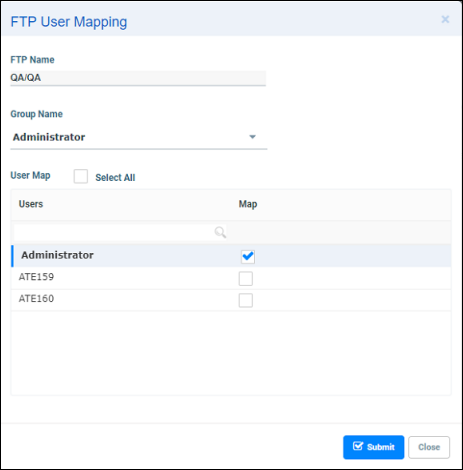 FTP User Mapping
FTP Name
QA/QA
Group Name
Administrator
User Map Select All
Users Map
Administrator
ATE159
ATE160
Submit Close